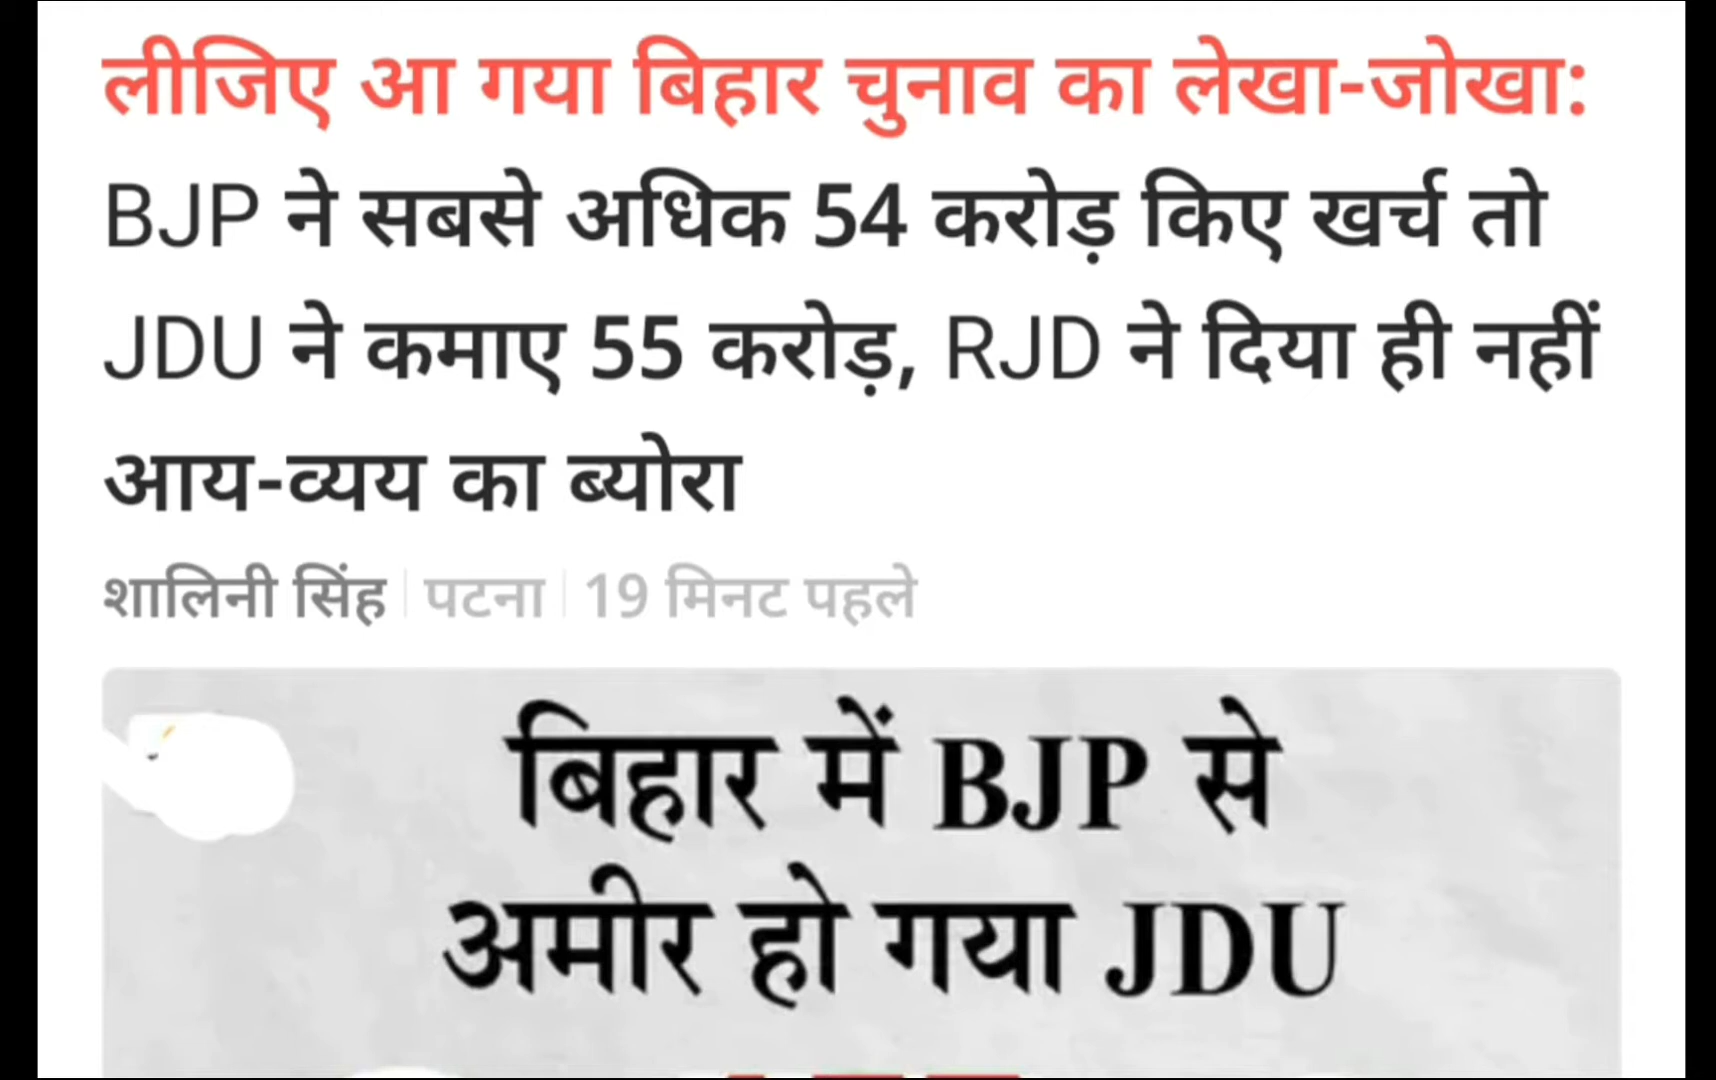 लीजिए आ गया बिहार चुनाव का लेखा-जोखा:
BJP ने सबसे अधिक 54 करोड़ किए खर्च तो
JDU ने कमाए 55 करोड़, RJD ने दिया ही नहीं
आय-व्यय का ब्योरा
शालिनी सिंह | पटना | 19 मिनट पहले
बिहार में BJP से
अमीर हो गया JDU